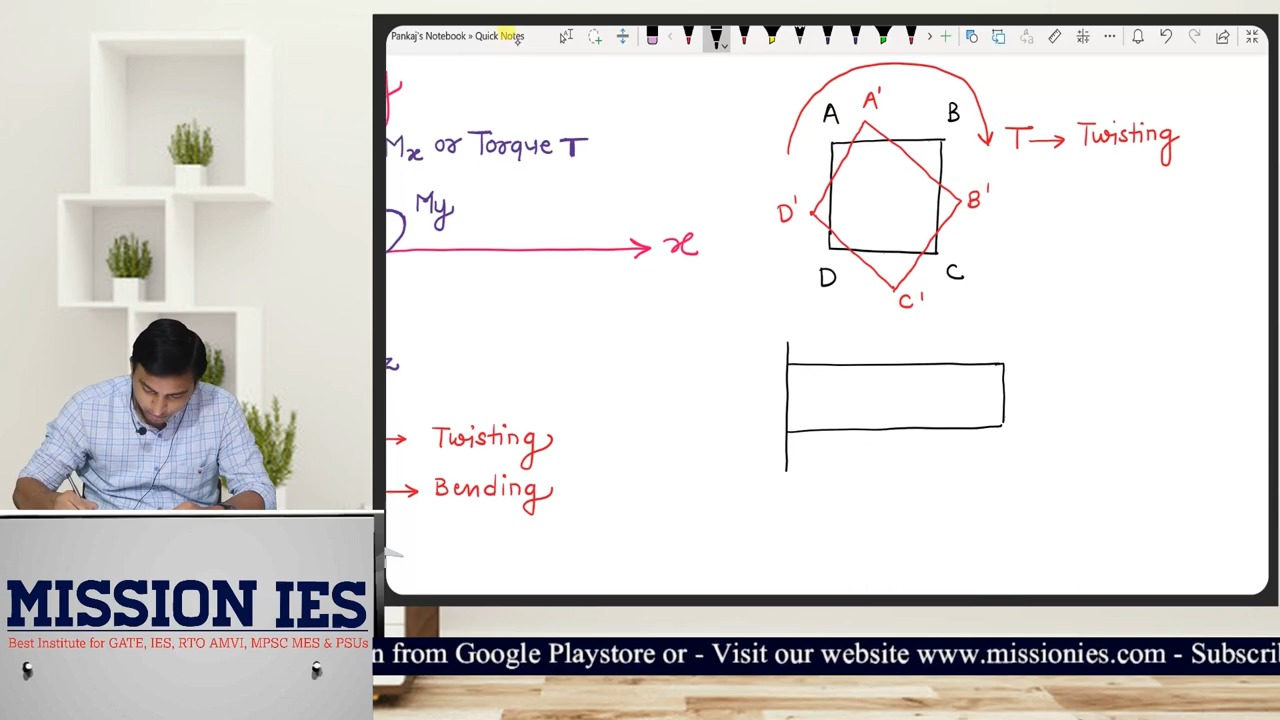 Pankaj's Notebook » Quick Notes
Mx or Torque T
My
x
z
Twisting
Bending
A A' B
T → Twisting
D' B'
D C
C'
MISSION IES
Best Institute for GATE, IES, RTO AMVI, MPSC MES & PSUs
n from Google Playstore or - Visit our website www.missionies.com - Subscri